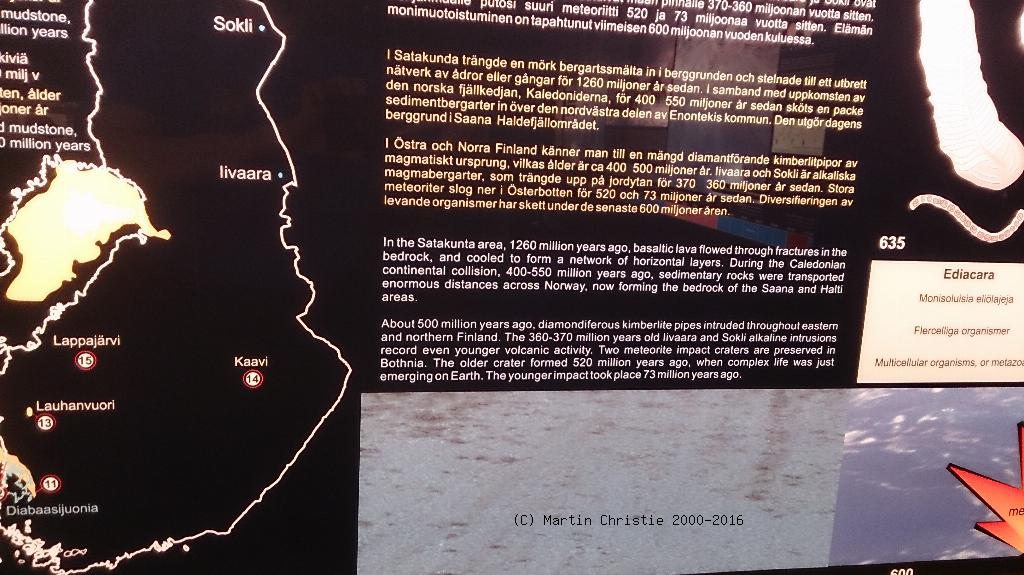 mudstone,
million years
kiviä
milj v
ten, ålder
joner år
d mudstone,
0 million years
Sokli
Iivaara
Lappajärvi
15
Kaavi
14
Lauhanvuori
13
11
Diabaasijuonia
putosi suuri meteoriitti 520 ja 73 miljoonaa vuotta sitten. Elämän
monimuotoistuminen on tapahtunut viimeisen 600 miljoonan vuoden kuluessa.
I Satakunda trängde en mörk bergartssmälta in i berggrunden och stelnade till ett utbrett
nätverk av ådror eller gångar för 1260 miljoner år sedan. I samband med uppkomsten av
den norska fjällkedjan, Kaledoniderna, för 400 550 miljoner år sedan sköts en packe
sedimentbergarter in över den nordvästra delen av Enontekis kommun. Den utgör dagens
berggrund i Saana Haldefjällområdet.
I Östra och Norra Finland känner man till en mängd diamantförande kimberlitpipor av
magmatiskt ursprung, vilkas ålder är ca 400 500 miljoner år. Iivaara och Sokli är alkaliska
magmabergarter, som trängde upp på jordytan för 370 360 miljoner år sedan. Stora
meteoriter slog ner i Österbotten för 520 och 73 miljoner år sedan. Diversifieringen av
levande organismer har skett under de senaste 600 miljoner åren.
In the Satakunta area, 1260 million years ago, basaltic lava flowed through fractures in the
bedrock, and cooled to form a network of horizontal layers. During the Caledonian
continental collision, 400-550 million years ago, sedimentary rocks were transported
enormous distances across Norway, now forming the bedrock of the Saana and Halti
areas.
About 500 million years ago, diamondiferous kimberlite pipes intruded throughout eastern
and northern Finland. The 360-370 million years old Iivaara and Sokli alkaline intrusions
record even younger volcanic activity. Two meteorite impact craters are preserved in
Bothnia. The older crater formed 520 million years ago, when complex life was just
emerging on Earth. The younger impact took place 73 million years ago.
635
Ediacara
Monisoluisia eliölajeja
Flercelliga organismer
Multicellular organisms, or metazoa
me
600
(C) Martin Christie 2000-2016